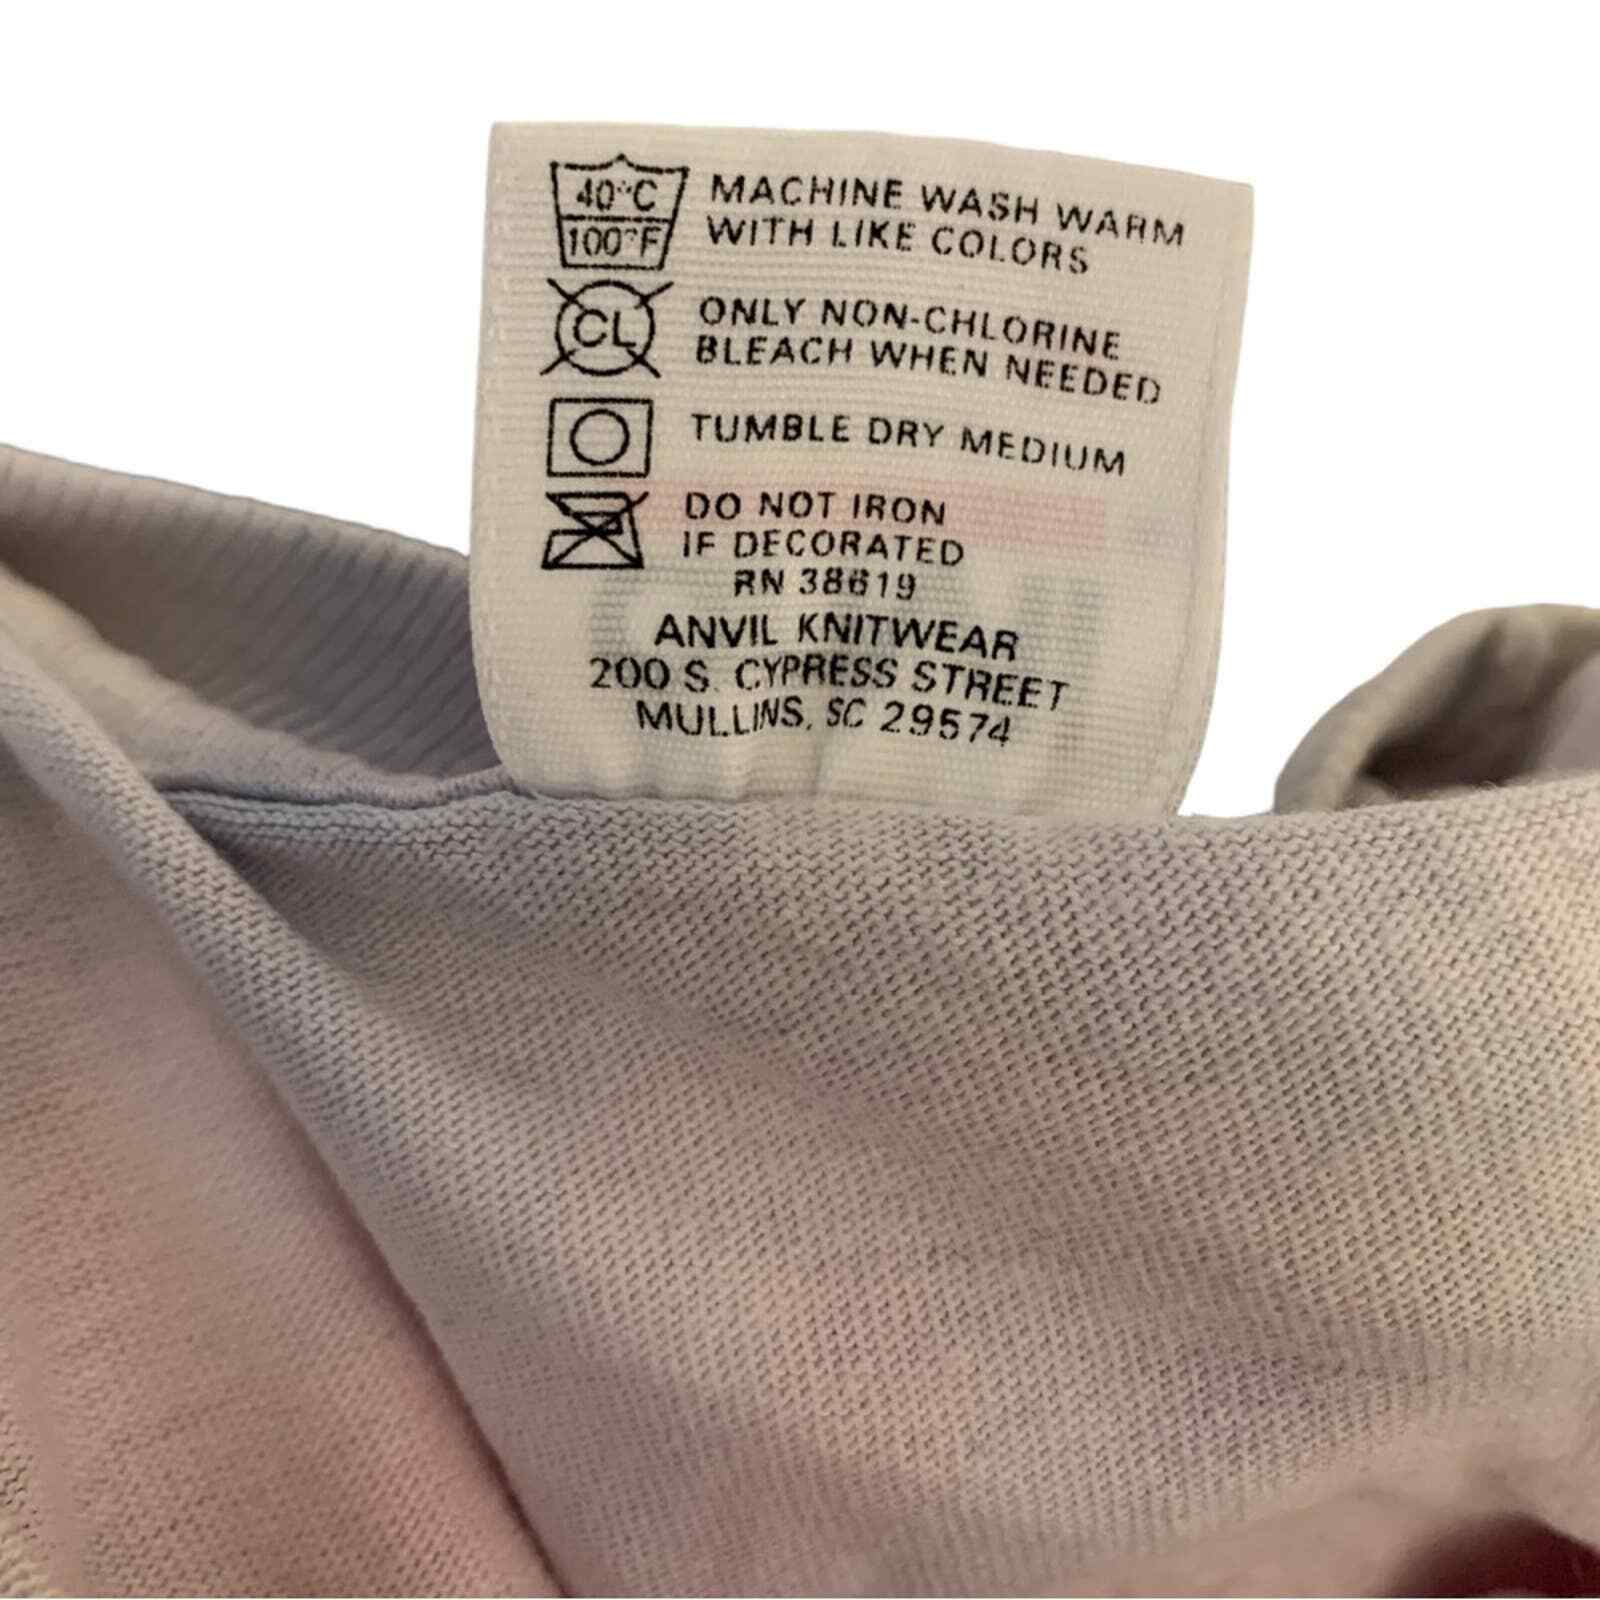 40°C MACHINE WASH WARM
100°F WITH LIKE COLORS
CL ONLY NON-CHLORINE
BLEACH WHEN NEEDED
TUMBLE DRY MEDIUM
DO NOT IRON
IF DECORATED
RN 38619
ANVIL KNITWEAR
200 S. CYPRESS STREET
MULLINS, SC 29574